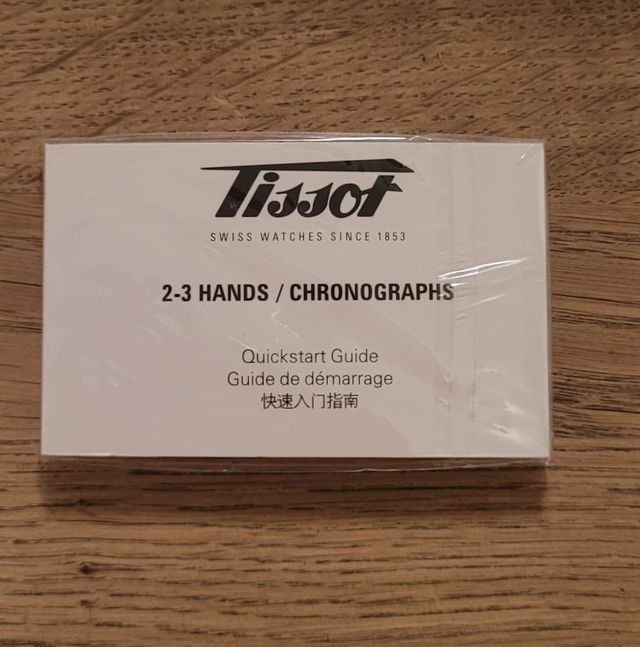 Tissot
SWISS WATCHES SINCE 1853
2-3 HANDS / CHRONOGRAPHS
Quickstart Guide
Guide de démarrage
快速入门指南